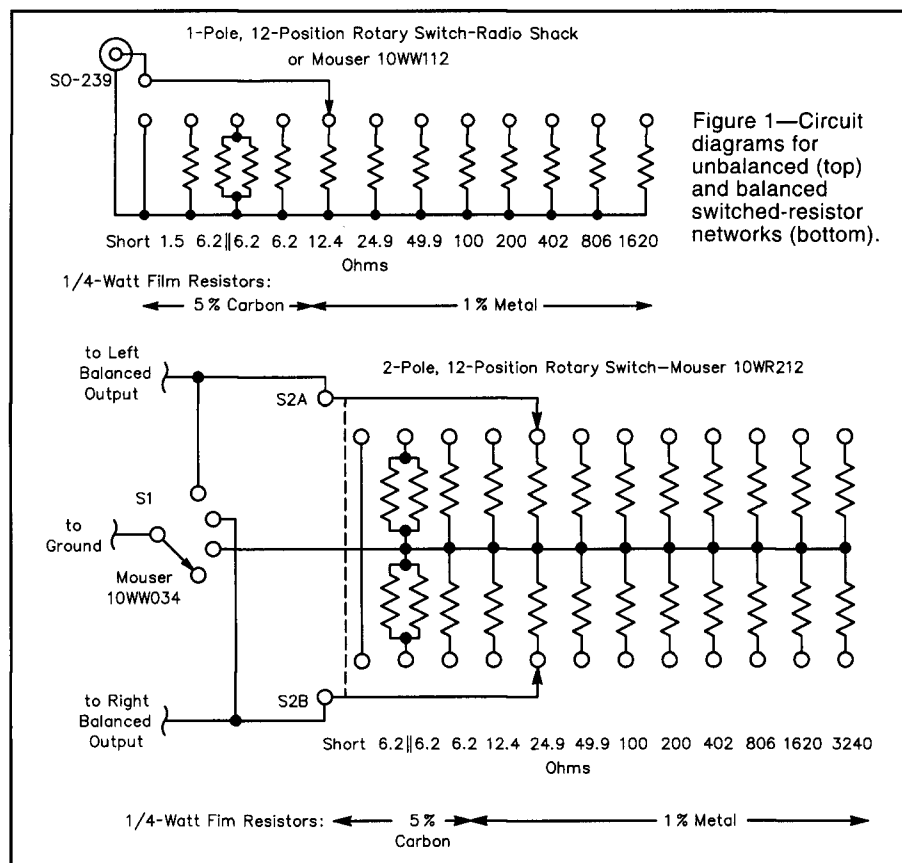 1-Pole, 12-Position Rotary Switch-Radio Shack
or Mouser 10WW112
SO-239
Figure 1—Circuit
diagrams for
unbalanced (top)
and balanced
switched-resistor
networks (bottom).
Short 1.5 6.2||6.2 6.2 12.4 24.9 49.9 100 200 402 806 1620
Ohms
1/4-Watt Film Resistors:
5% Carbon 1% Metal
to Left
Balanced
Output
2-Pole, 12-Position Rotary Switch-Mouser 10WR212
S2A
S1
to
Ground
Mouser
10WW034
to Right
Balanced
Output
S2B
Short 6.2||6.2 6.2 12.4 24.9 49.9 100 200 402 806 1620 3240
Ohms
1/4-Watt Fim Resistors: 5% 1% Metal
Carbon